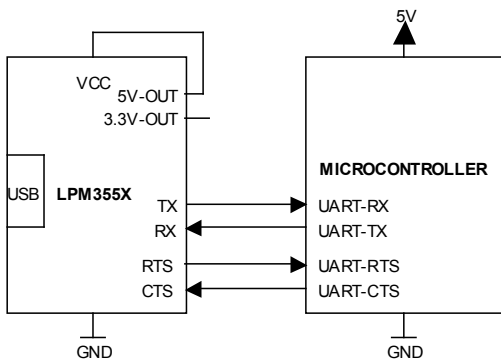 5V
VCC
5V-OUT
3.3V-OUT
MICROCONTROLLER
USB
LPM355X
TX
UART-RX
RX
UART-TX
RTS
UART-RTS
CTS
UART-CTS
GND
GND